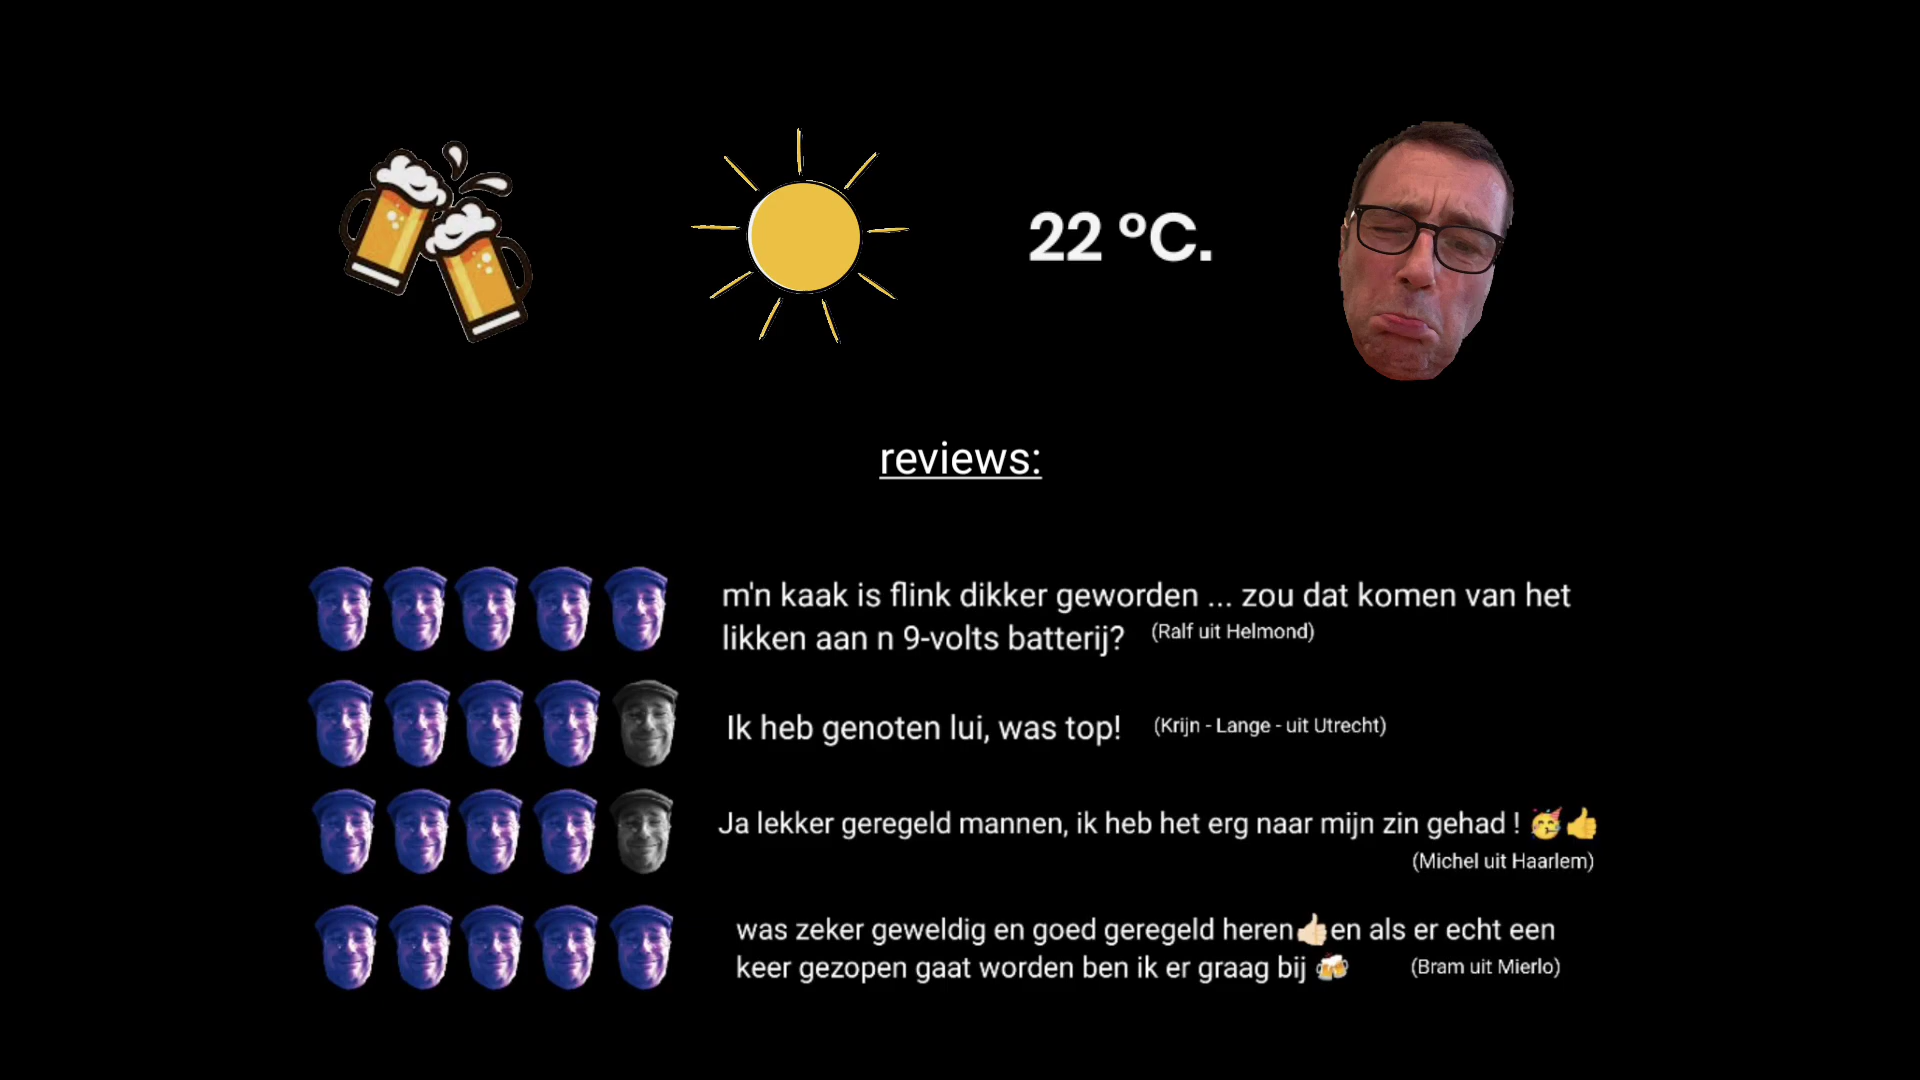 22 °C.
reviews:
m'n kaak is flink dikker geworden ... zou dat komen van het
likken aan n 9-volts batterij? (Ralf uit Helmond)
Ik heb genoten lui, was top! (Krijn - Lange - uit Utrecht)
Ja lekker geregeld mannen, ik heb het erg naar mijn zin gehad ! 🥳👍
(Michel uit Haarlem)
was zeker geweldig en goed geregeld heren👍🏻en als er echt een
keer gezopen gaat worden ben ik er graag bij 🍻 (Bram uit Mierlo)